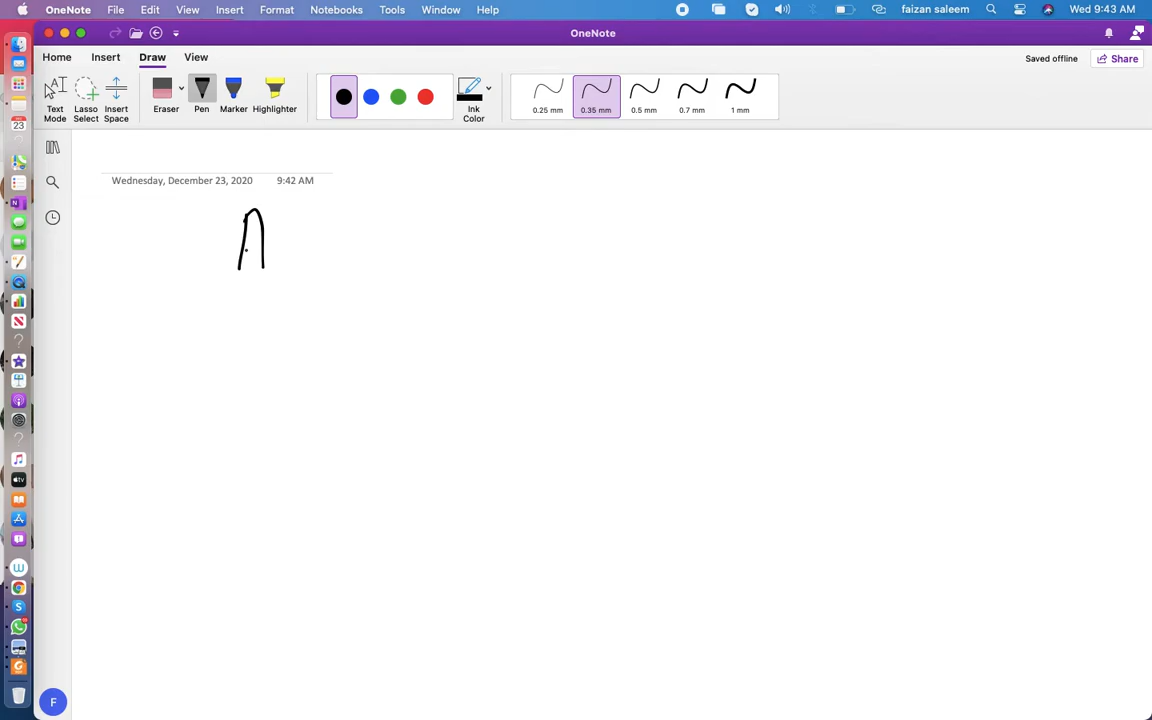 OneNote File Edit View Insert Format Notebooks Tools Window Help faizan saleem Wed 9:43 AM
OneNote
Home Insert Draw View Saved offline Share
Text Mode Lasso Select Insert Space Eraser Pen Marker Highlighter Ink Color 0.25 mm 0.35 mm 0.5 mm 0.7 mm 1 mm
Wednesday, December 23, 2020 9:42 AM
23
tv
F